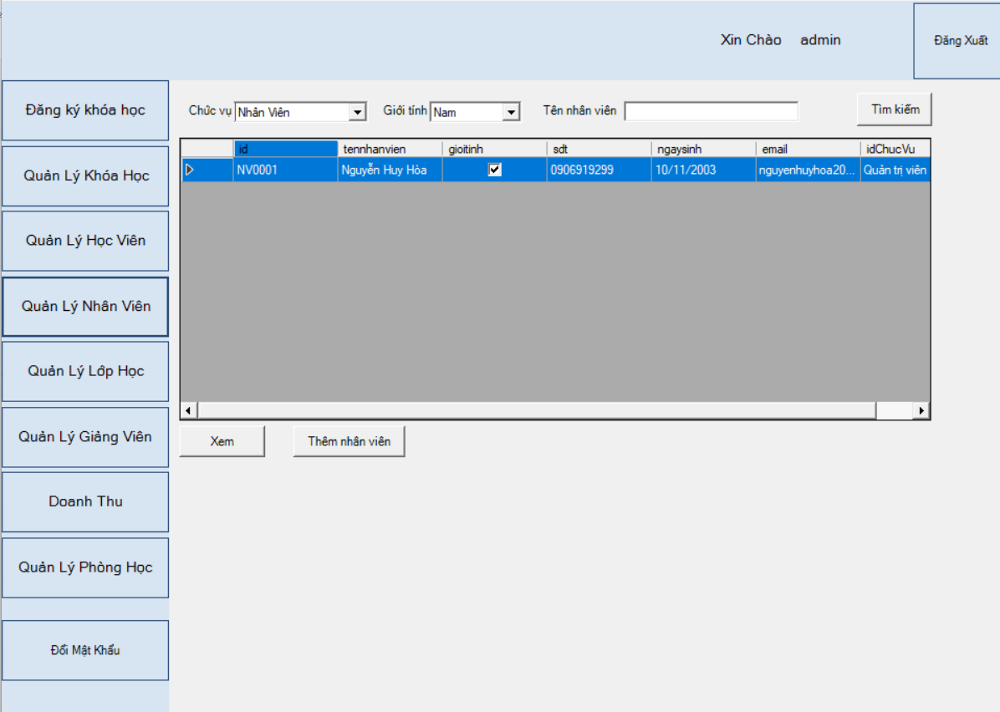 Xin Chào admin
Đăng Xuất
Đăng ký khóa học
Quản Lý Khóa Học
Quản Lý Học Viên
Quản Lý Nhân Viên
Quản Lý Lớp Học
Quản Lý Giảng Viên
Doanh Thu
Quản Lý Phòng Học
Đổi Mật Khẩu
Chức vụ Nhân Viên Giới tính Nam Tên nhân viên Tìm kiếm
id tennhanvien gioitinh sdt ngaysinh email idChucVu
NV0001 Nguyễn Huy Hòa 0906919299 10/11/2003 nguyenhuyhoa20... Quản trị viên
Xem Thêm nhân viên